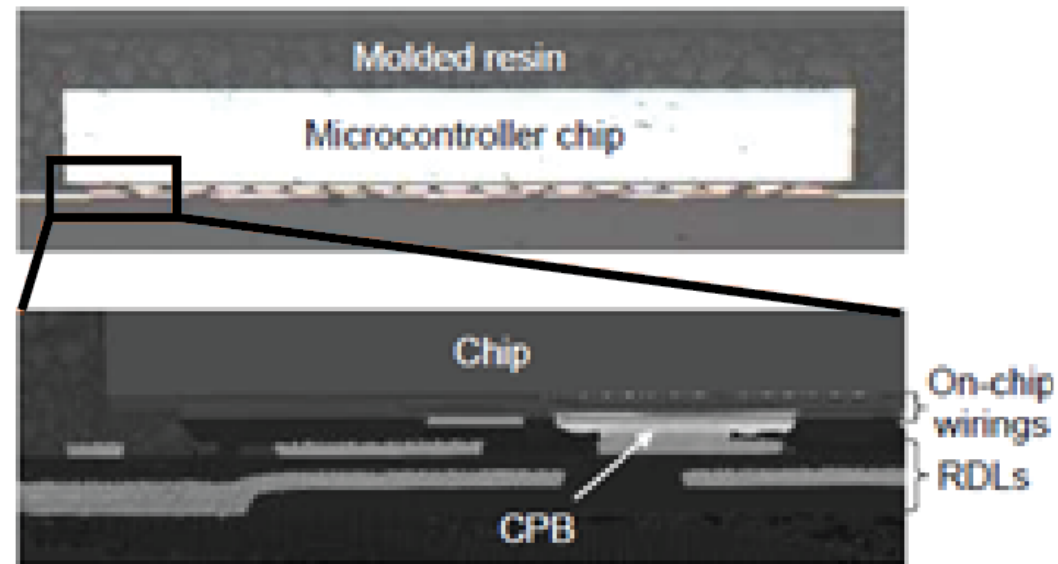 Molded resin
Microcontroller chip
Chip
On-chip
wirings
RDLs
CPB